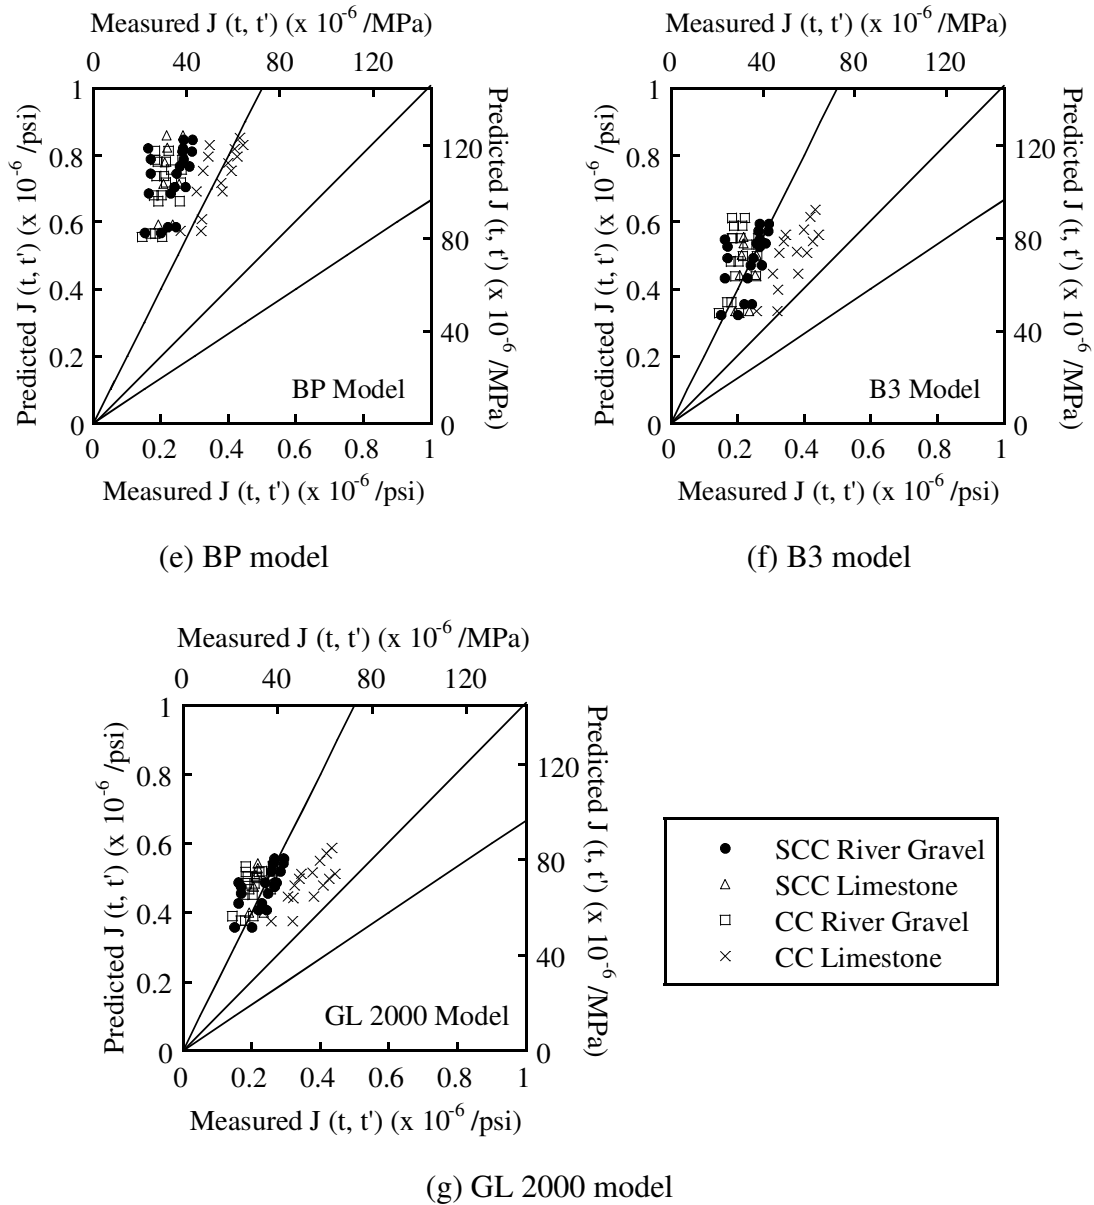 Measured J (t, t') (x 10⁻⁶ /MPa)
0 40 80 120
1
0.8
0.6
0.4
0.2
0
Predicted J (t, t') (x 10⁻⁶ /psi)
120
80
40
0
Predicted J (t, t') (x 10⁻⁶ /MPa)
BP Model
0 0.2 0.4 0.6 0.8 1
Measured J (t, t') (x 10⁻⁶ /psi)
(e) BP model
Measured J (t, t') (x 10⁻⁶ /MPa)
0 40 80 120
1
0.8
0.6
0.4
0.2
0
Predicted J (t, t') (x 10⁻⁶ /psi)
120
80
40
0
Predicted J (t, t') (x 10⁻⁶ /MPa)
B3 Model
0 0.2 0.4 0.6 0.8 1
Measured J (t, t') (x 10⁻⁶ /psi)
(f) B3 model
Measured J (t, t') (x 10⁻⁶ /MPa)
0 40 80 120
1
0.8
0.6
0.4
0.2
0
Predicted J (t, t') (x 10⁻⁶ /psi)
120
80
40
0
Predicted J (t, t') (x 10⁻⁶ /MPa)
GL 2000 Model
0 0.2 0.4 0.6 0.8 1
Measured J (t, t') (x 10⁻⁶ /psi)
SCC River Gravel
SCC Limestone
CC River Gravel
CC Limestone
(g) GL 2000 model